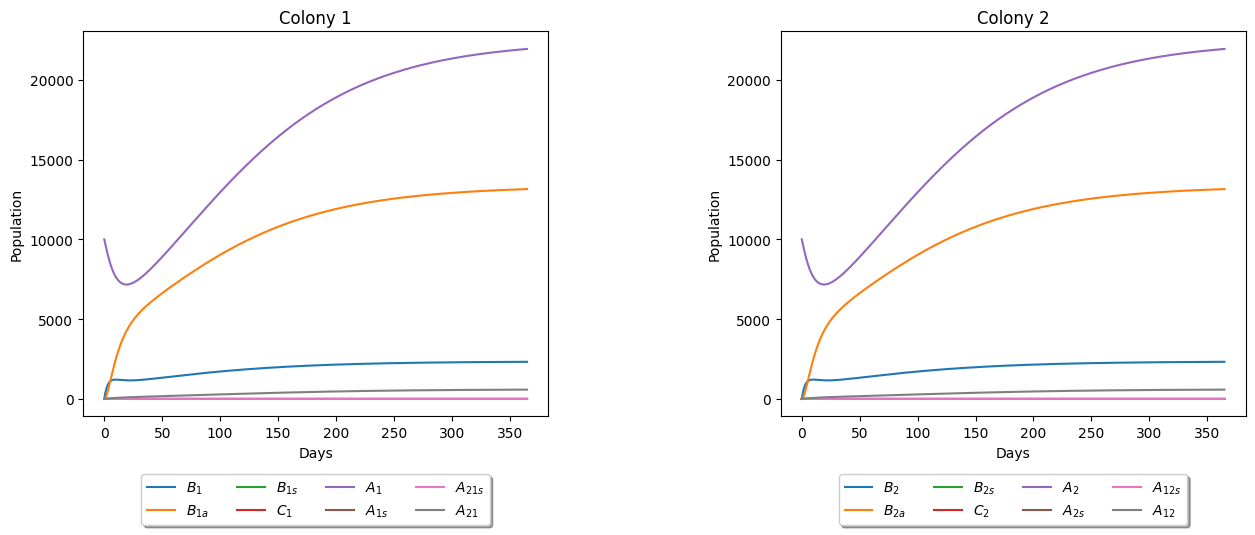 Colony 1
Colony 2
20000
15000
10000
5000
0
Population
0 50 100 150 200 250 300 350
Days
20000
15000
10000
5000
0
Population
0 50 100 150 200 250 300 350
Days
B₁ B₁ₛ A₁ A₂₁ₛ
B₁ₐ C₁ A₁ₛ A₂₁
B₂ B₂ₛ A₂ A₁₂ₛ
B₂ₐ C₂ A₂ₛ A₁₂